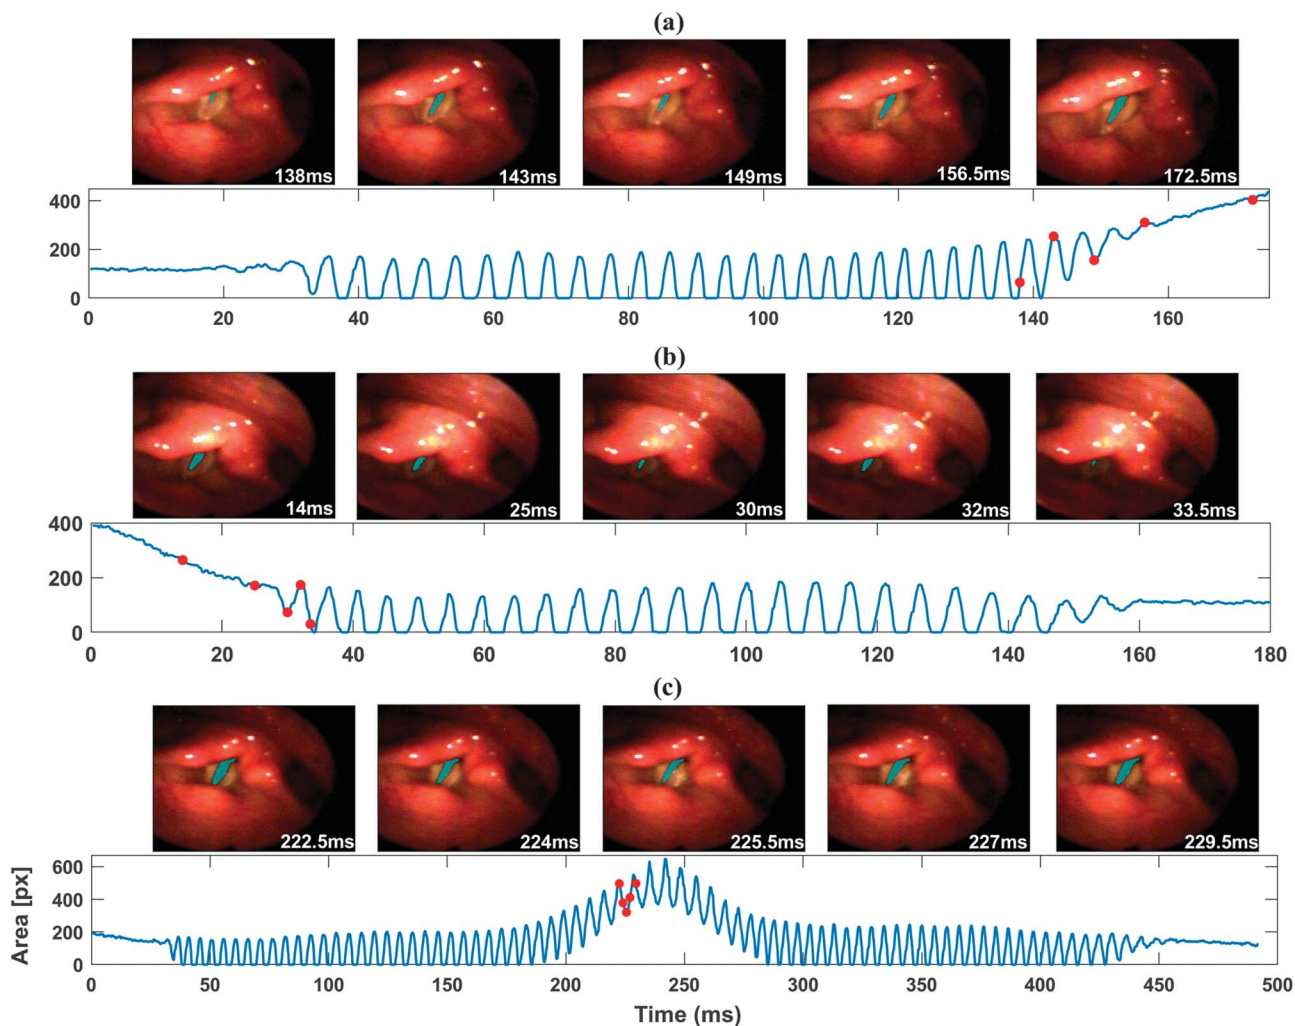 (a)
138ms 143ms 149ms 156.5ms 172.5ms
400
200
0
0 20 40 60 80 100 120 140 160
(b)
14ms 25ms 30ms 32ms 33.5ms
400
200
0
0 20 40 60 80 100 120 140 160 180
(c)
222.5ms 224ms 225.5ms 227ms 229.5ms
600
400
200
0
Area [px]
0 50 100 150 200 250 300 350 400 450 500
Time (ms)